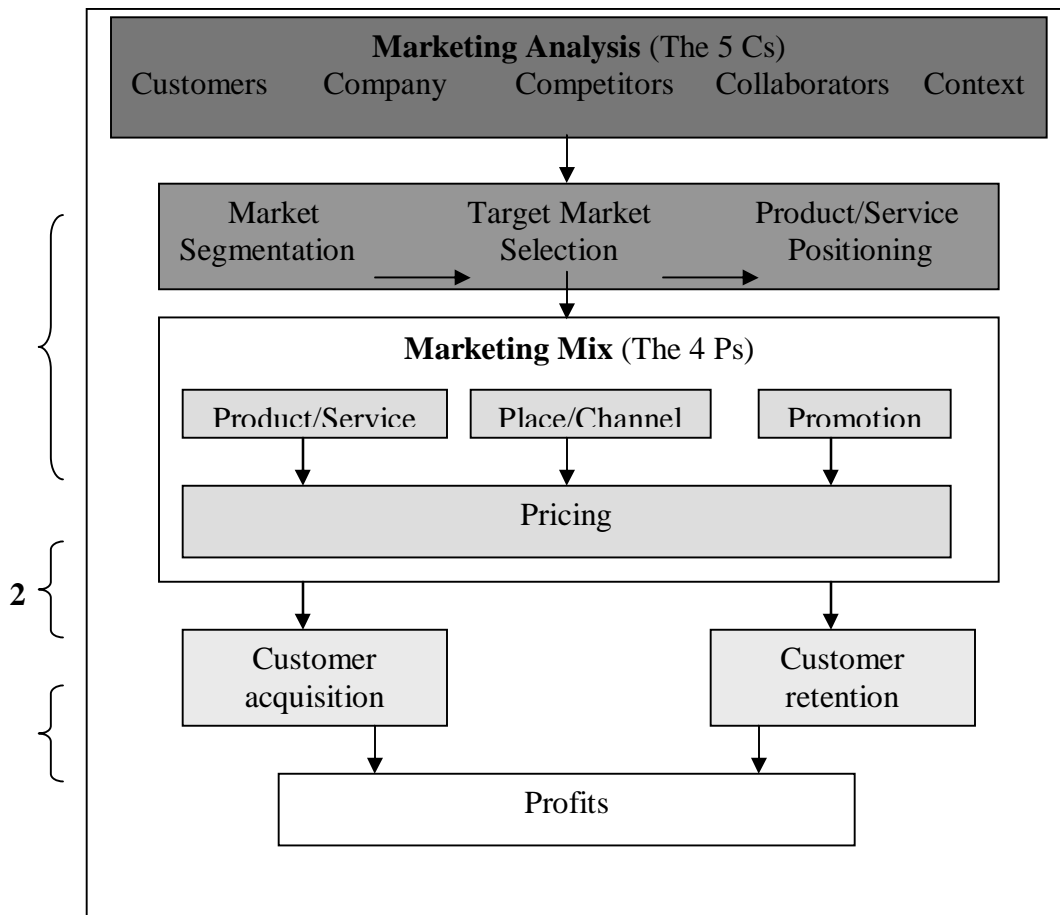 Marketing Analysis (The 5 Cs)
Customers Company Competitors Collaborators Context
Market Target Market Product/Service
Segmentation Selection Positioning
Marketing Mix (The 4 Ps)
Product/Service Place/Channel Promotion
Pricing
2
Customer Customer
acquisition retention
Profits